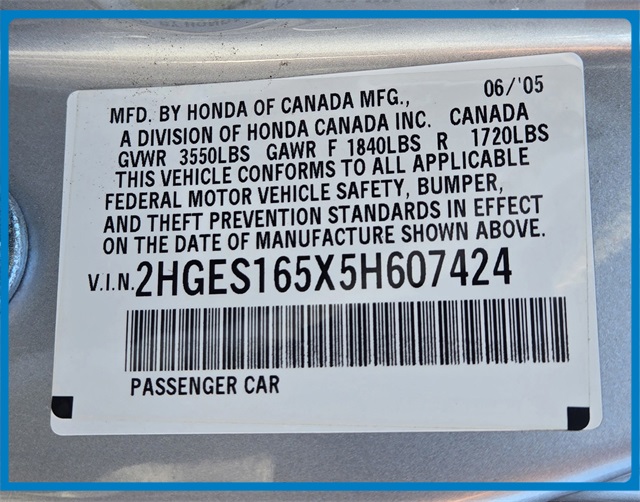 MFD. BY HONDA OF CANADA MFG., 06/'05
A DIVISION OF HONDA CANADA INC. CANADA
GVWR 3550LBS GAWR F 1840LBS R 1720LBS
THIS VEHICLE CONFORMS TO ALL APPLICABLE
FEDERAL MOTOR VEHICLE SAFETY, BUMPER,
AND THEFT PREVENTION STANDARDS IN EFFECT
ON THE DATE OF MANUFACTURE SHOWN ABOVE.
V.I.N. 2HGES165X5H607424
PASSENGER CAR